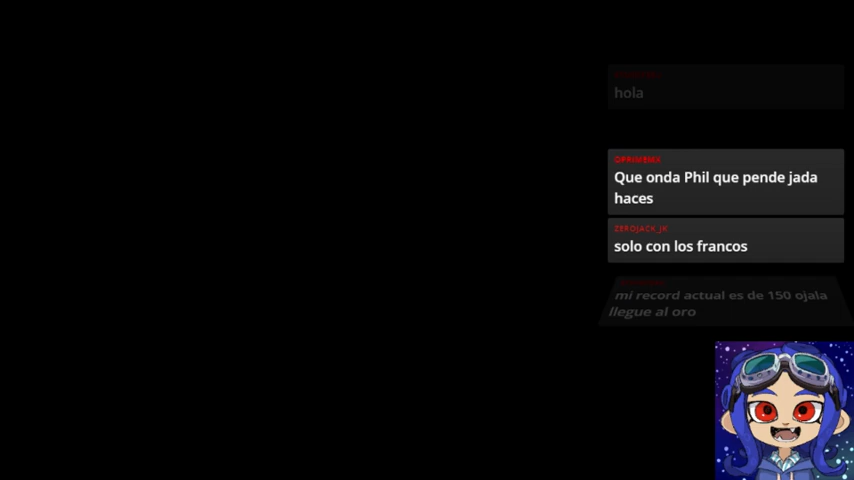 hola
Que onda Phil que pende jada
haces
ZEROJACK_JK
solo con los francos
mi record actual es de 150 ojala
llegue al oro